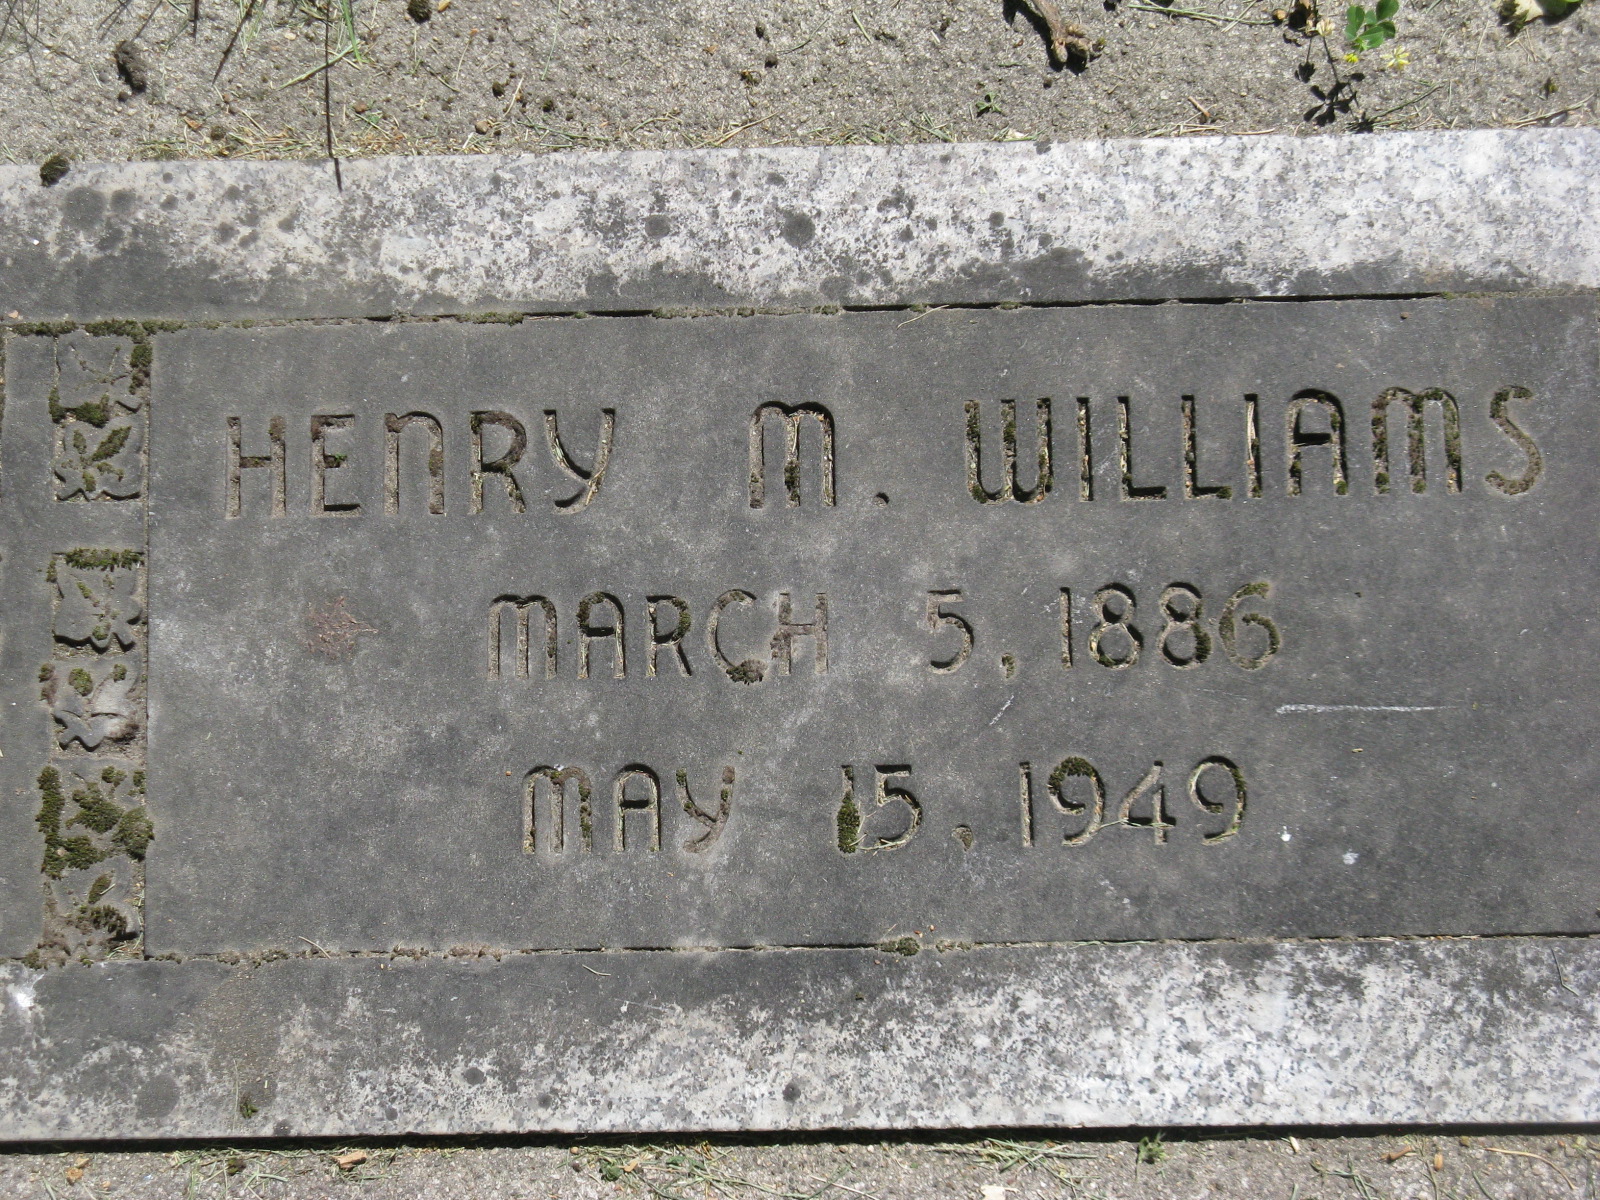 HENRY M. WILLIAMS
MARCH 5, 1886
MAY 15, 1949